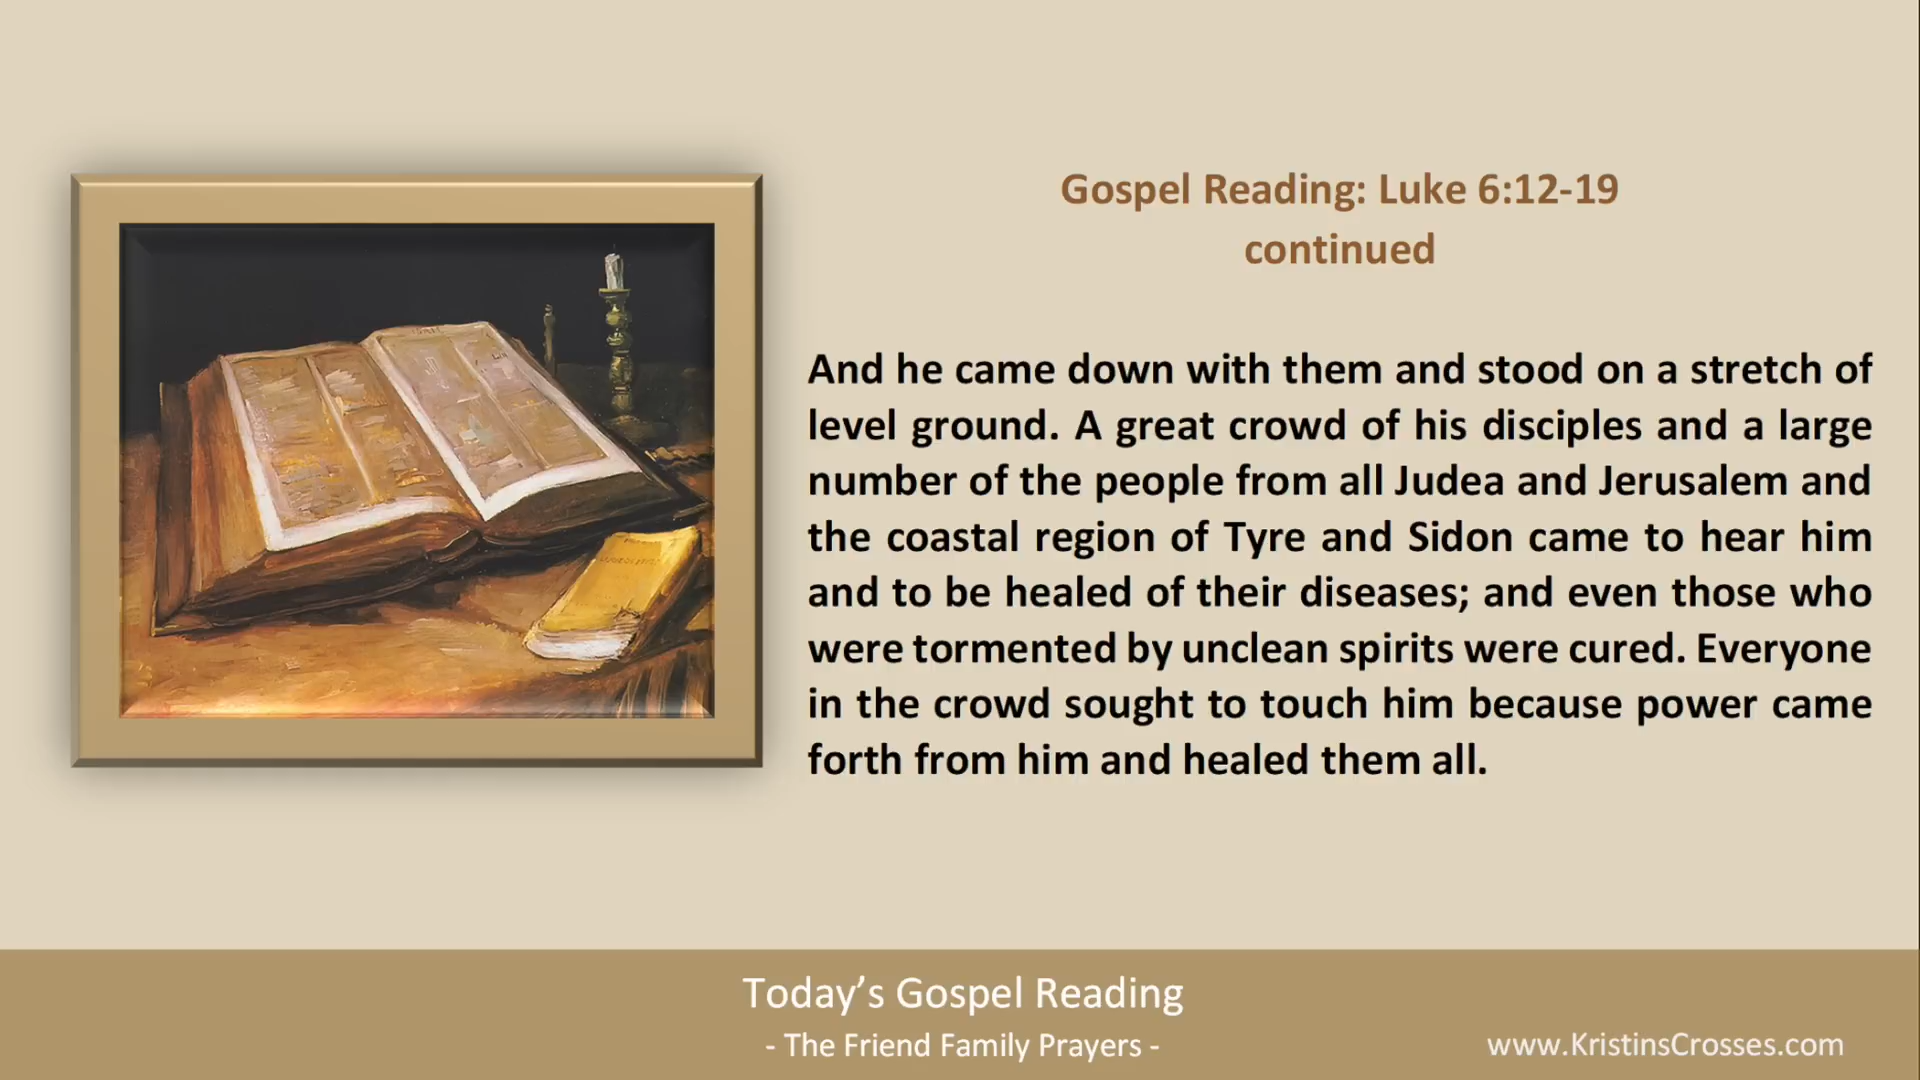 Gospel Reading: Luke 6:12-19
continued
And he came down with them and stood on a stretch of
level ground. A great crowd of his disciples and a large
number of the people from all Judea and Jerusalem and
the coastal region of Tyre and Sidon came to hear him
and to be healed of their diseases; and even those who
were tormented by unclean spirits were cured. Everyone
in the crowd sought to touch him because power came
forth from him and healed them all.
Today’s Gospel Reading
- The Friend Family Prayers -
www.KristinsCrosses.com